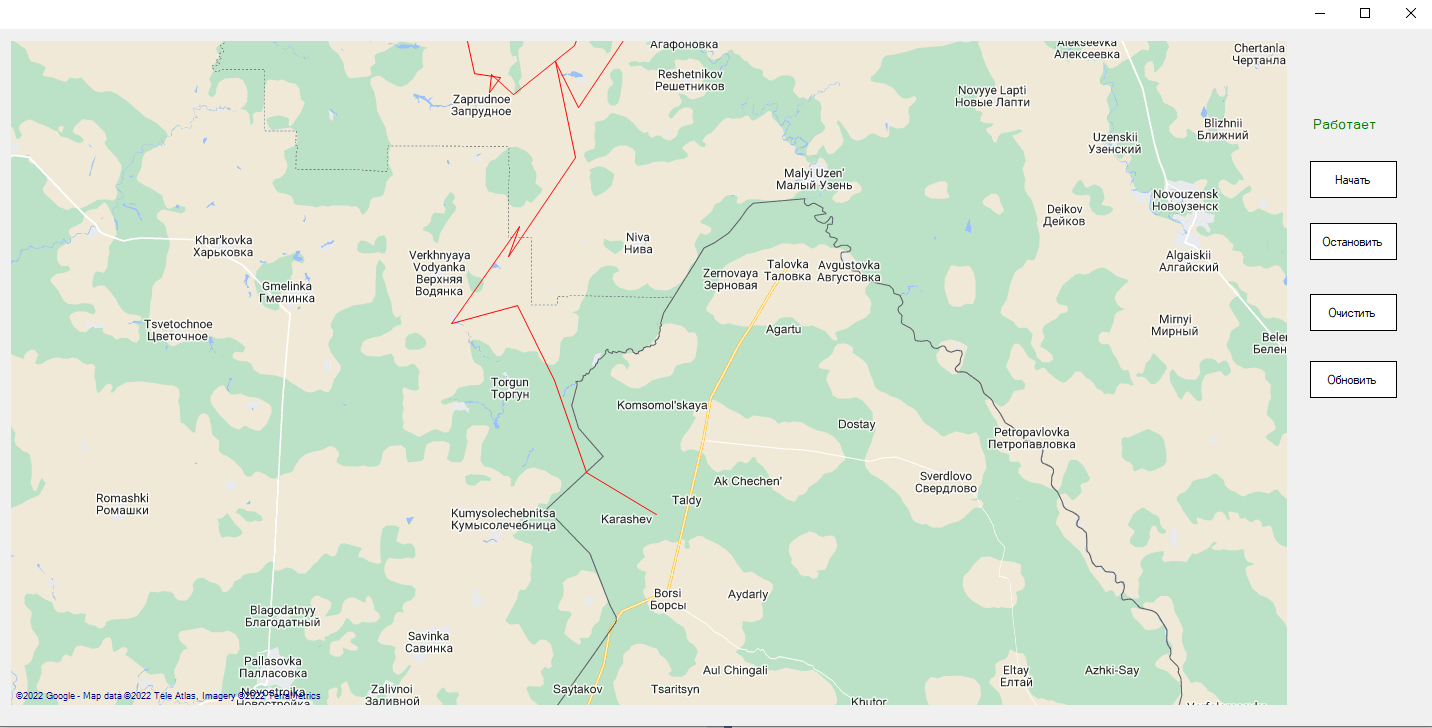 Агафоновка
Alekseevka
Алексеевка
Chertanla
Чертанла
Reshetnikov
Решетников
Zaprudnoe
Запрудное
Novyye Lapti
Новые Лапти
Blizhnii
Ближний
Uzenskii
Узенский
Работает
Malyi Uzen'
Малый Узень
Начать
Novouzensk
Новоузенск
Deikov
Дейков
Niva
Нива
Khar'kovka
Харьковка
Остановить
Verkhnyaya
Vodyanka
Верхняя
Водянка
Zernovaya
Зерновая
Talovka
Таловка
Avgustovka
Августовка
Algaiskii
Алгайский
Gmelinka
Гмелинка
Очистить
Tsvetochnoe
Цветочное
Agartu
Mirnyi
Мирный
Belen
Белен
Обновить
Torgun
Торгун
Komsomol'skaya
Dostay
Petropavlovka
Петропавловка
Ak Chechen'
Sverdlovo
Свердлово
Romashki
Ромашки
Taldy
Karashev
Kumysolechebnitsa
Кумысолечебница
Borsi
Борсы
Aydarly
Blagodatnyy
Благодатный
Savinka
Савинка
Pallasovka
Палласовка
Aul Chingali
Eltay
Елтай
Azhki-Say
Novostroika
Новостройка
Zalivnoi
Заливной
Saytakov
Tsaritsyn
Khutor
©2022 Google - Map data ©2022 Tele Atlas, Imagery ©2022 TerraMetrics